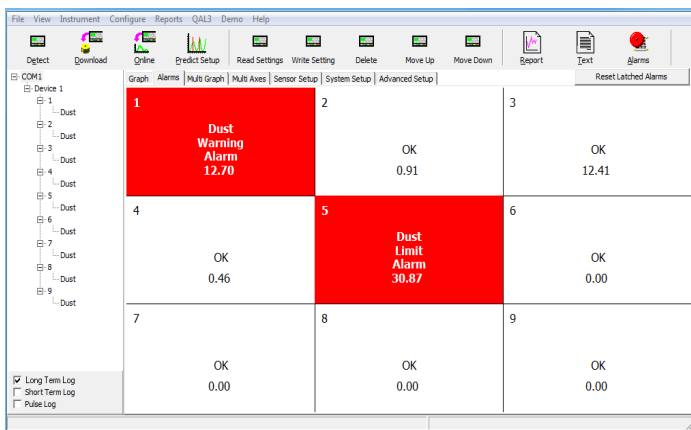 File View Instrument Configure Reports QAL3 Demo Help
Detect Download Online Predict Setup Read Settings Write Setting Delete Move Up Move Down Report Text Alarms
COM1
Device 1
1
Dust
2
Dust
3
Dust
4
Dust
5
Dust
6
Dust
7
Dust
8
Dust
9
Dust
Long Term Log
Short Term Log
Pulse Log
Graph Alarms Multi Graph Multi Axes Sensor Setup System Setup Advanced Setup Reset Latched Alarms
1
Dust
Warning
Alarm
12.70
2
OK
0.91
3
OK
12.41
4
OK
0.46
5
Dust
Limit
Alarm
30.87
6
OK
0.00
7
OK
0.00
8
OK
0.00
9
OK
0.00